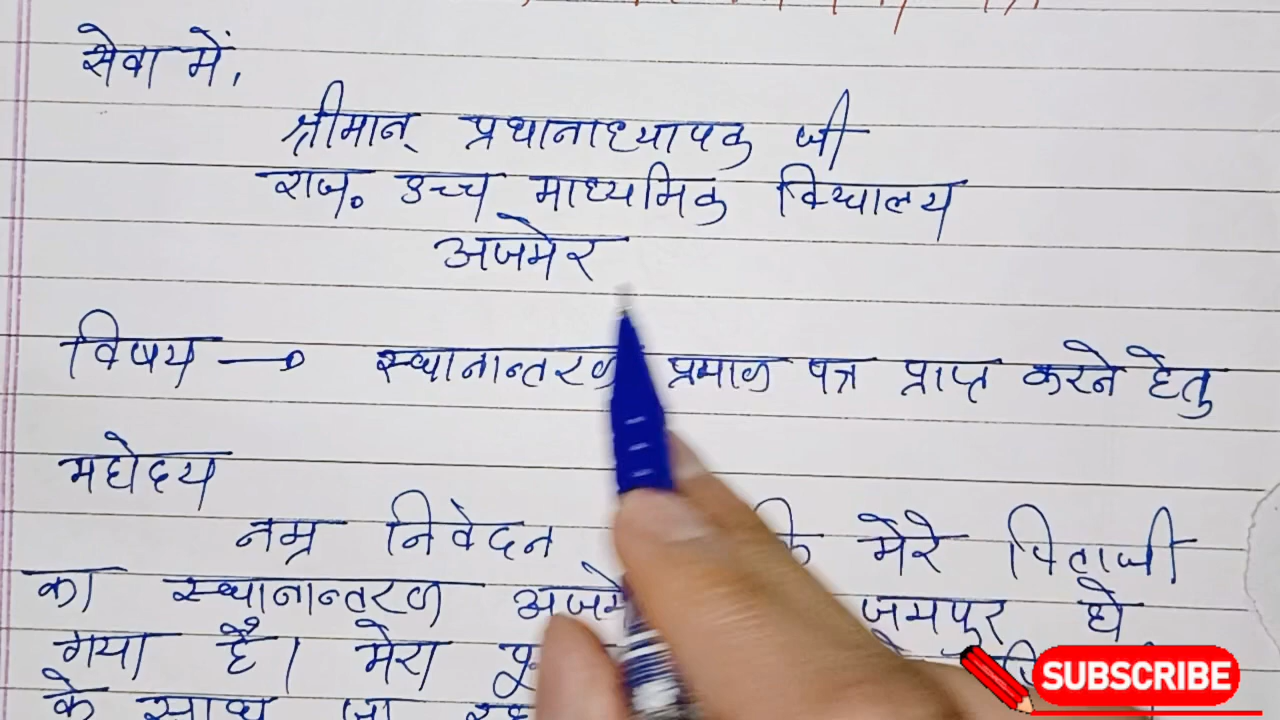 सेवा में,
श्रीमान् प्रधानाध्यापक जी
राज. उच्च माध्यमिक विद्यालय
अजमेर
विषय → स्थानान्तरण प्रमाण पत्र प्राप्त करने हेतु
महोदय
नम्र निवेदन कि मेरे पिताजी
का स्थानान्तरण जयपुर हो
गया है। मेरा
के साथ जा
SUBSCRIBE